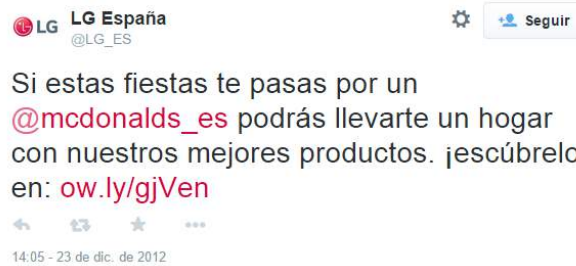 LG LG España
@LG_ES
Seguir
Si estas fiestas te pasas por un
@mcdonalds_es podrás llevarte un hogar
con nuestros mejores productos. ¡escúbrelo
en: ow.ly/gjVen
14:05 - 23 de dic. de 2012